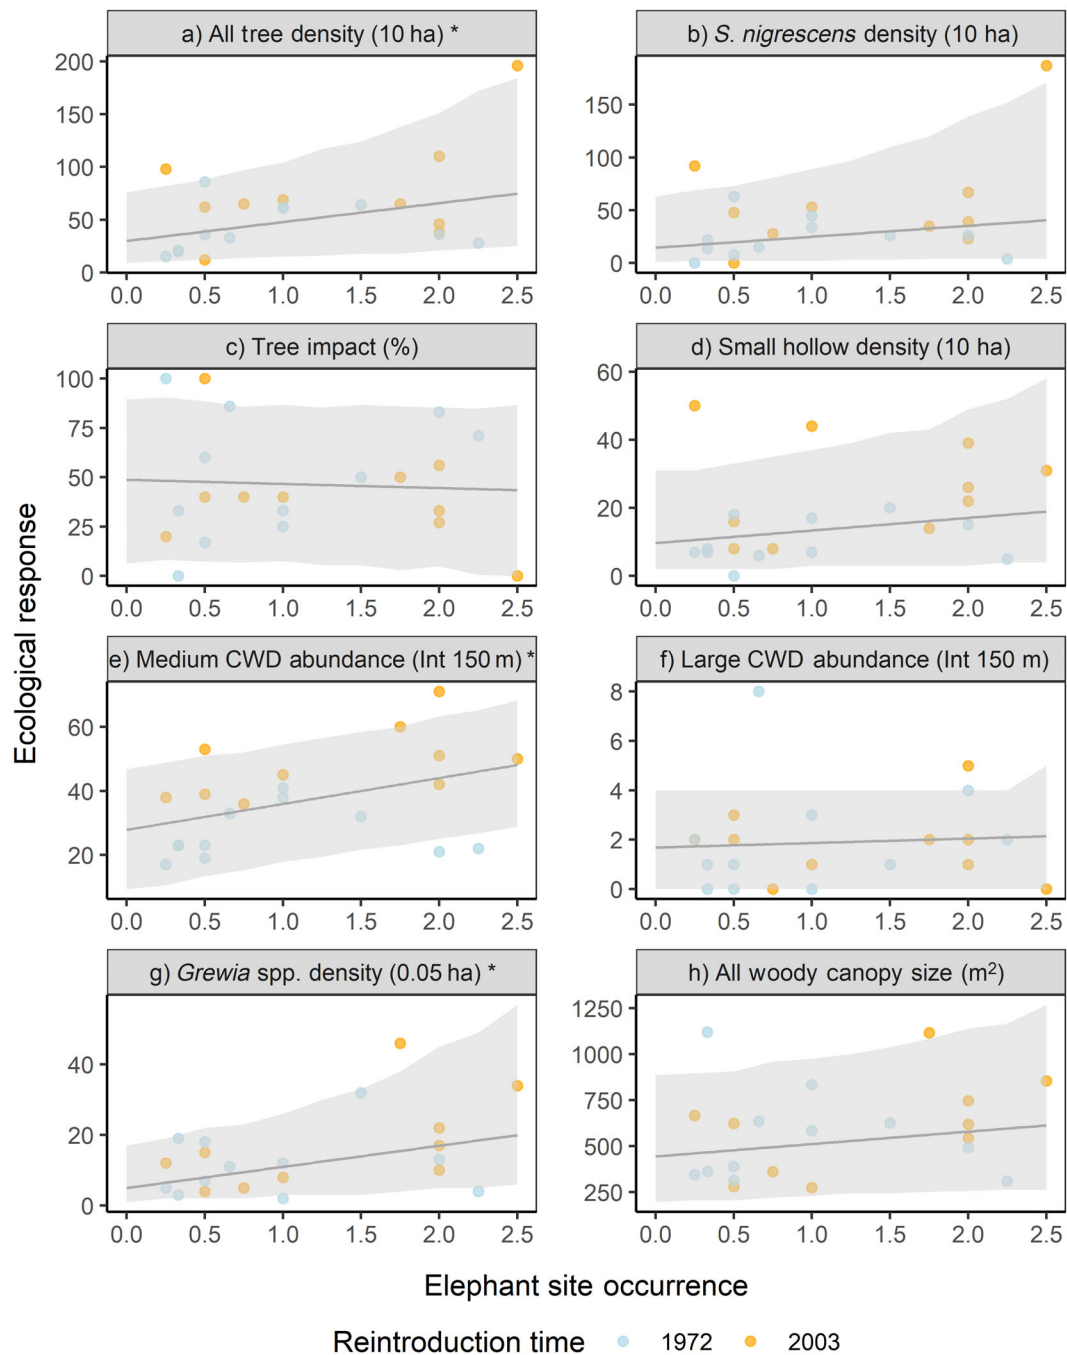 a) All tree density (10 ha) *
b) S. nigrescens density (10 ha)
200
150
100
50
0
0.0 0.5 1.0 1.5 2.0 2.5
150
100
50
0
0.0 0.5 1.0 1.5 2.0 2.5
c) Tree impact (%)
d) Small hollow density (10 ha)
100
75
50
25
0
0.0 0.5 1.0 1.5 2.0 2.5
60
40
20
0
0.0 0.5 1.0 1.5 2.0 2.5
Ecological response
e) Medium CWD abundance (Int 150 m) *
f) Large CWD abundance (Int 150 m)
60
40
20
0.0 0.5 1.0 1.5 2.0 2.5
8
6
4
2
0
0.0 0.5 1.0 1.5 2.0 2.5
g) Grewia spp. density (0.05 ha) *
h) All woody canopy size (m²)
40
20
0
0.0 0.5 1.0 1.5 2.0 2.5
1250
1000
750
500
250
0.0 0.5 1.0 1.5 2.0 2.5
Elephant site occurrence
Reintroduction time 1972 2003